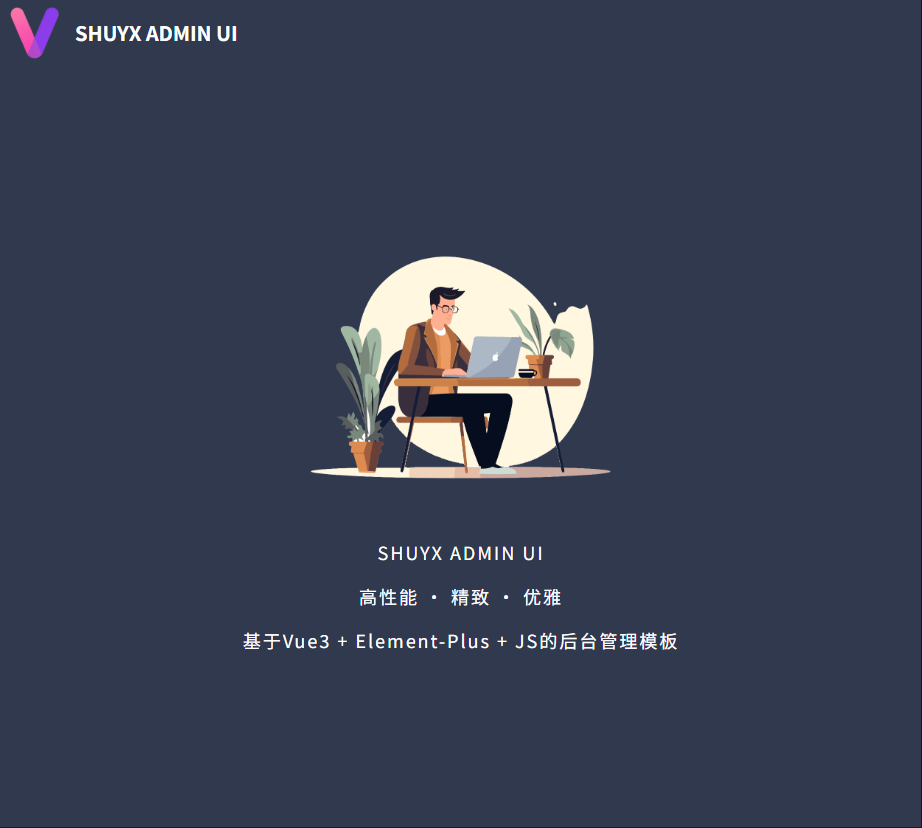 SHUYX ADMIN UI
SHUYX ADMIN UI
高性能 · 精致 · 优雅
基于Vue3 + Element-Plus + JS的后台管理模板